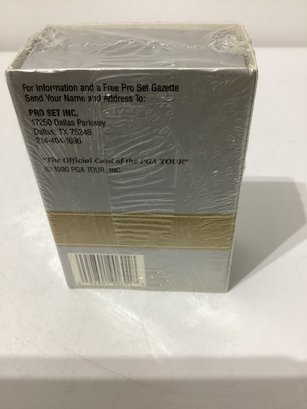 For Information and a Free Pro Set Gazette
Send Your Name and Address To:
PRO SET INC.
17250 Dallas Parkway
Dallas, TX 75248
214-404-1696
"The Official Card of the PGA TOUR"
© 1990 PGA TOUR, INC